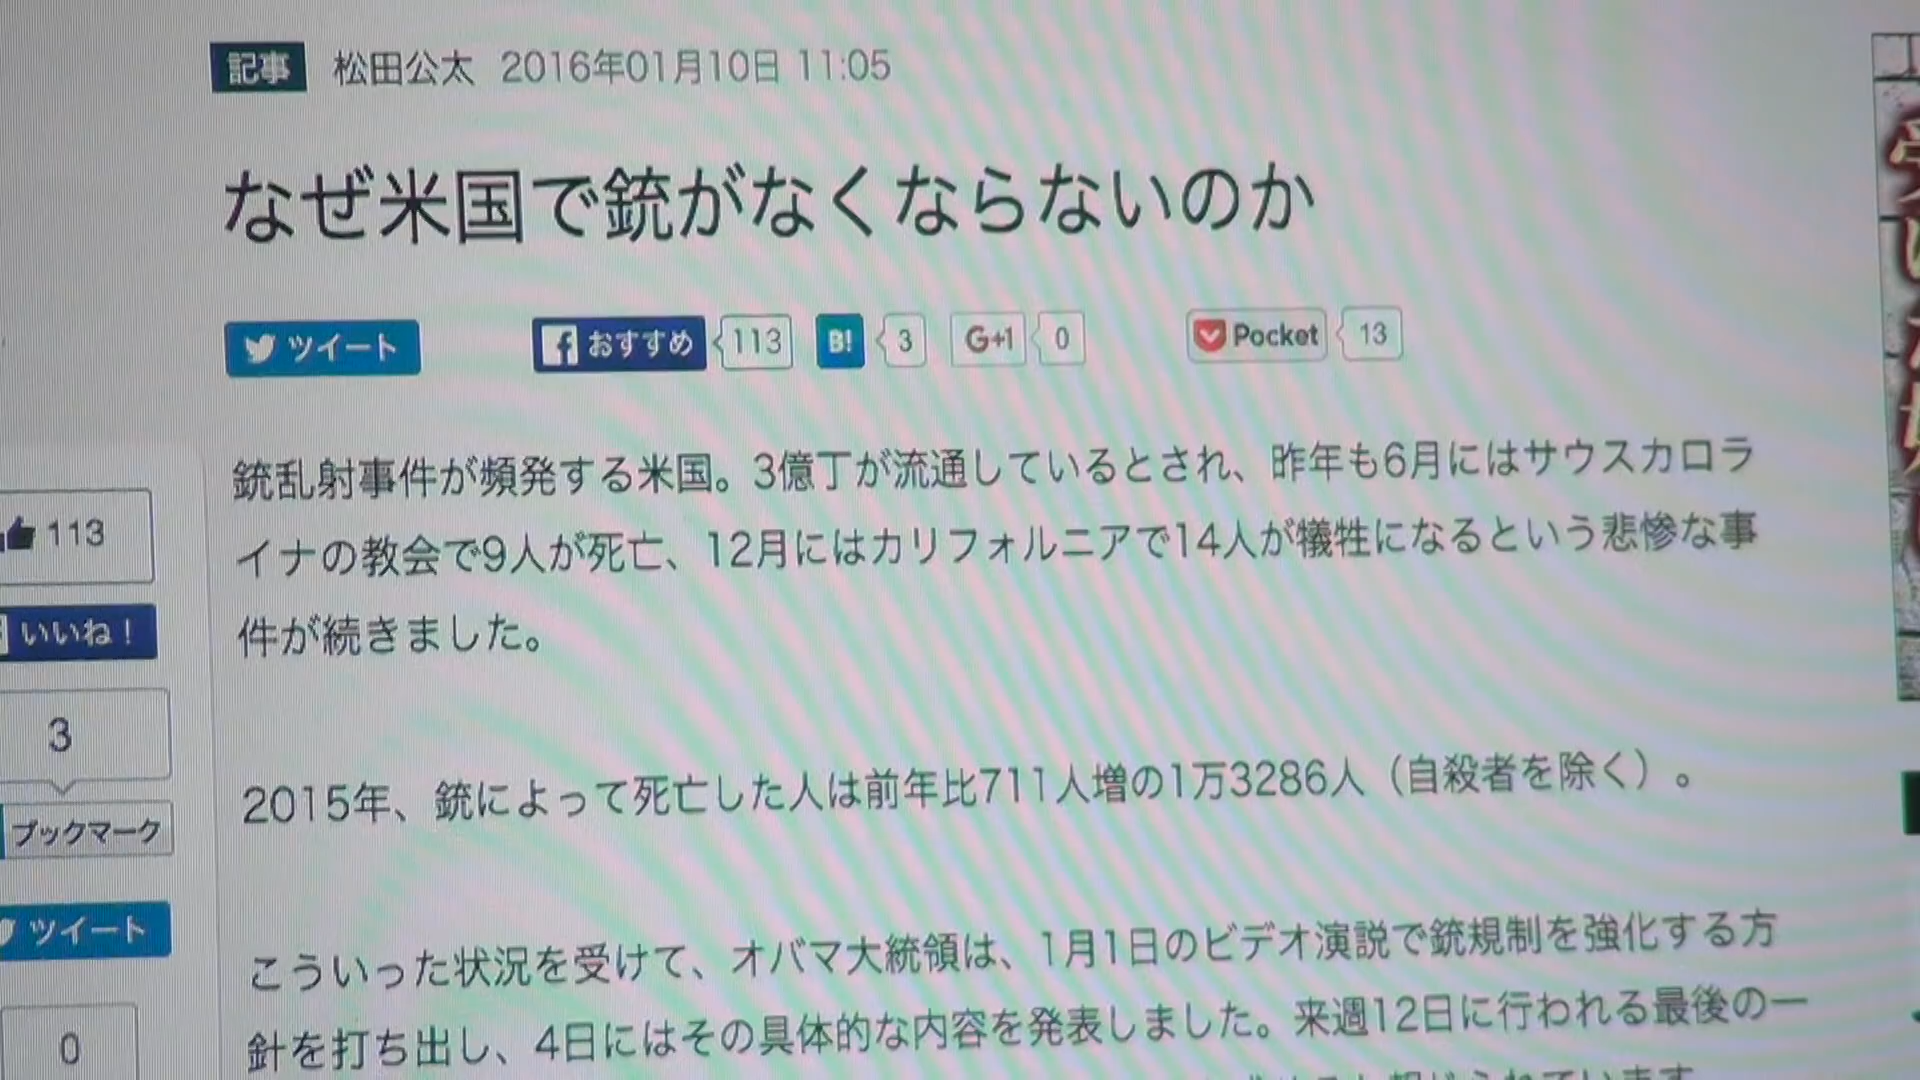 記事 松田公太 2016年01月10日 11:05
なぜ米国で銃がなくならないのか
ツイート おすすめ 113 B! 3 G+1 0 Pocket 13
銃乱射事件が頻発する米国。3億丁が流通しているとされ、昨年も6月にはサウスカロラ
イナの教会で9人が死亡、12月にはカリフォルニアで14人が犠牲になるという悲惨な事
件が続きました。
2015年、銃によって死亡した人は前年比711人増の1万3286人（自殺者を除く）。
こういった状況を受けて、オバマ大統領は、1月1日のビデオ演説で銃規制を強化する方
針を打ち出し、4日にはその具体的な内容を発表しました。来週12日に行われる最後の一
113
いいね！
3
ブックマーク
ツイート
0